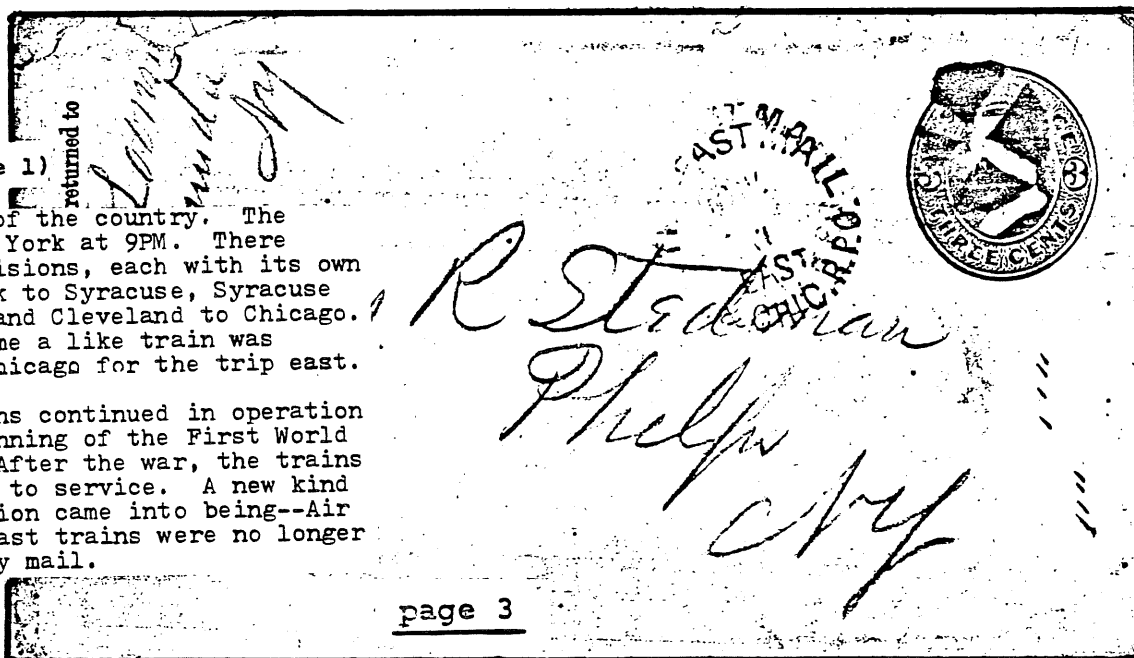 returned to
e 1)
of the country. The
York at 9PM. There
isions, each with its own
k to Syracuse, Syracuse
and Cleveland to Chicago.
me a like train was
hicago for the trip east.
ns continued in operation
nning of the First World
After the war, the trains
to service. A new kind
ion came into being--Air
ast trains were no longer
y mail.
FAST MAIL
R.P.O.
EAST
CHIC.
THREE CENTS
3
R Stedman
Phelps
NY
page 3